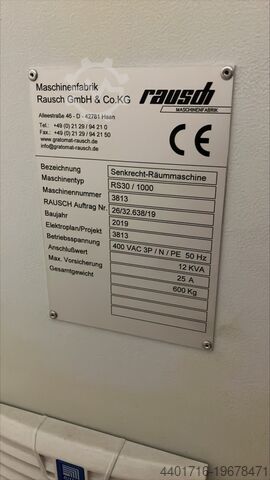 Maschinenfabrik
Rausch GmbH & Co.KG
rausch
MASCHINENFABRIK
Alleestraße 46 - D - 42781 Haan
Tel.: +49 (0) 21 29 / 94 21 0
Fax.: +49 (0) 21 29 / 94 21 21
www.gratomat-rausch.de
info@gratomat-rausch.de
CE
Bezeichnung Senkrecht-Räummaschine
Maschinentyp RS30 / 1000
Maschinennummer 3813
RAUSCH Auftrag Nr. 26/32.638/19
Baujahr 2019
Elektroplan/Projekt 3813
Betriebsspannung 400 VAC 3P / N / PE 50 Hz
Anschlußwert 12 KVA
Max. Vorsicherung 25 A
Gesamtgewicht 600 Kg
4401716-19678471